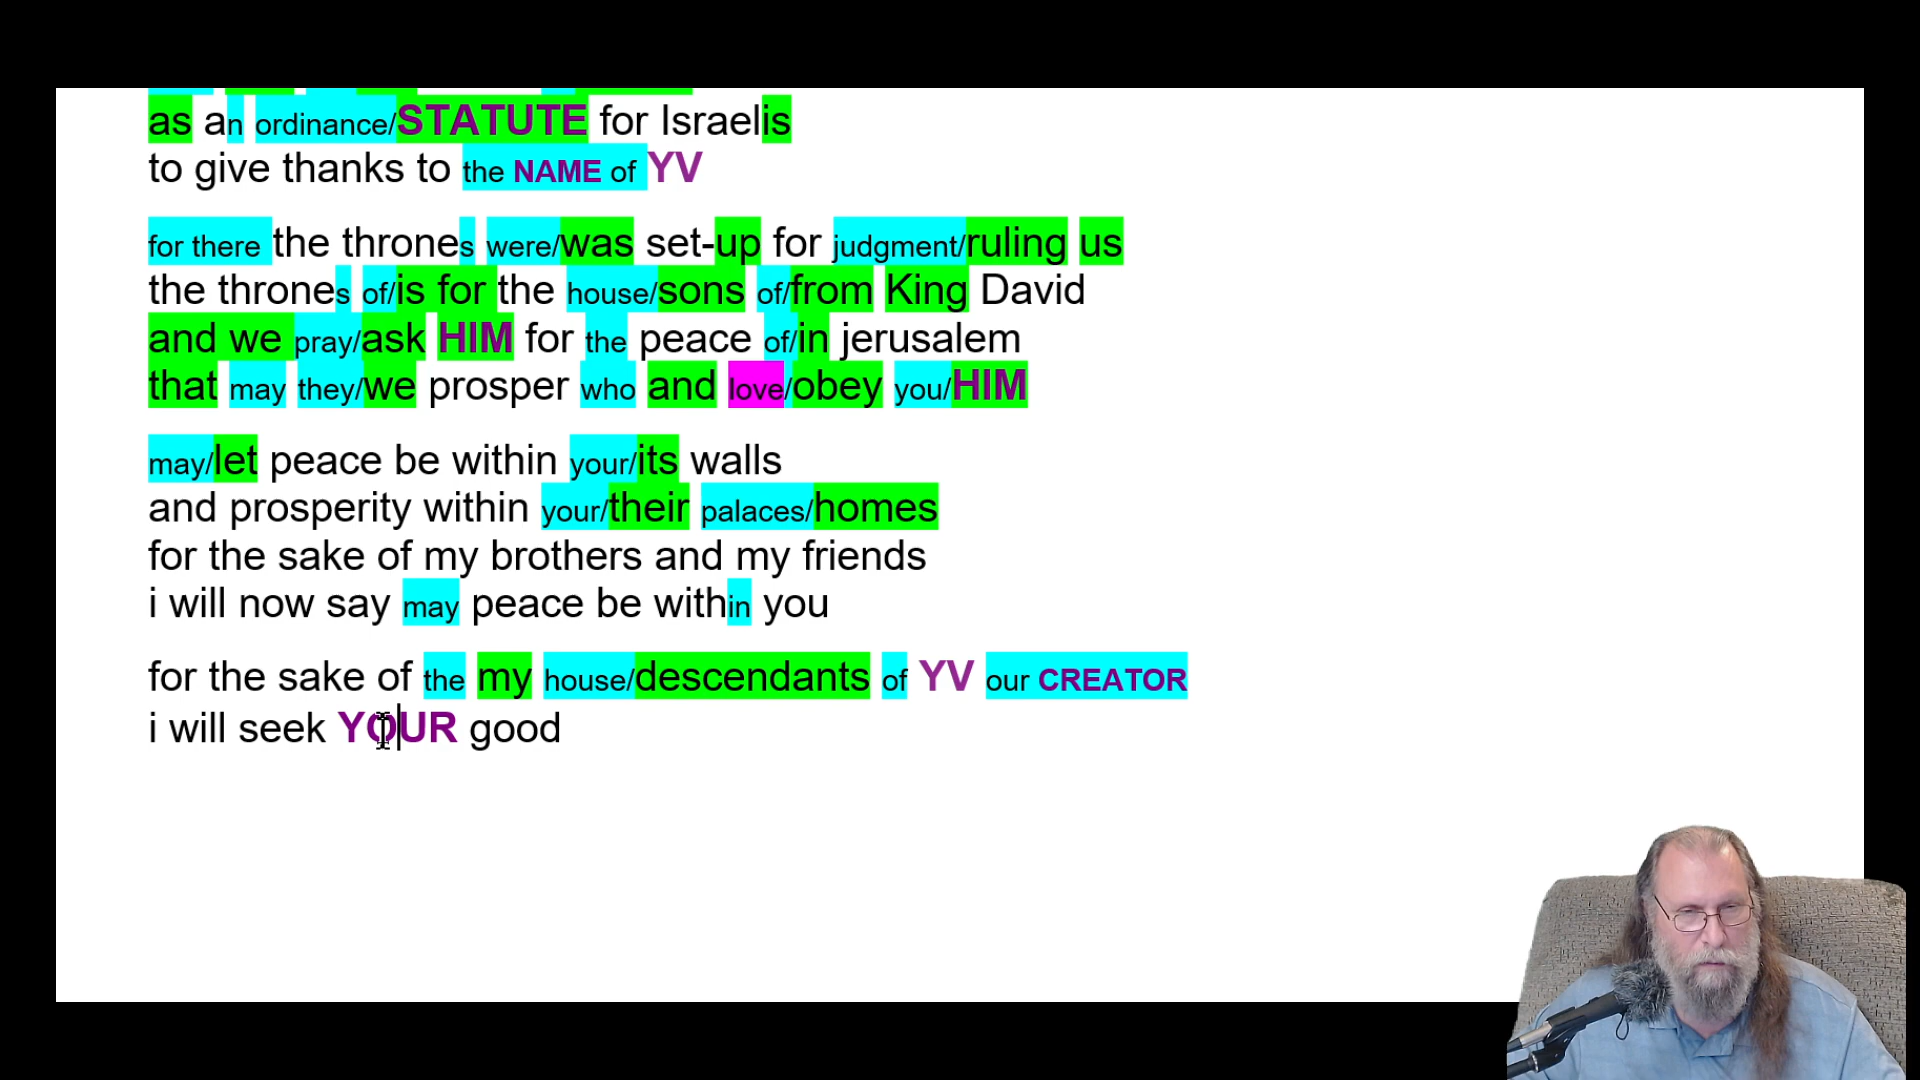 as an ordinance/STATUTE for Israelis
to give thanks to the NAME of YV
for there the thrones were/was set-up for judgment/ruling us
the thrones of/is for the house/sons of/from King David
and we pray/ask HIM for the peace of/in jerusalem
that may they/we prosper who and love/obey you/HIM
may/let peace be within your/its walls
and prosperity within your/their palaces/homes
for the sake of my brothers and my friends
i will now say may peace be within you
for the sake of the my house/descendants of YV our CREATOR
i will seek YOUR good